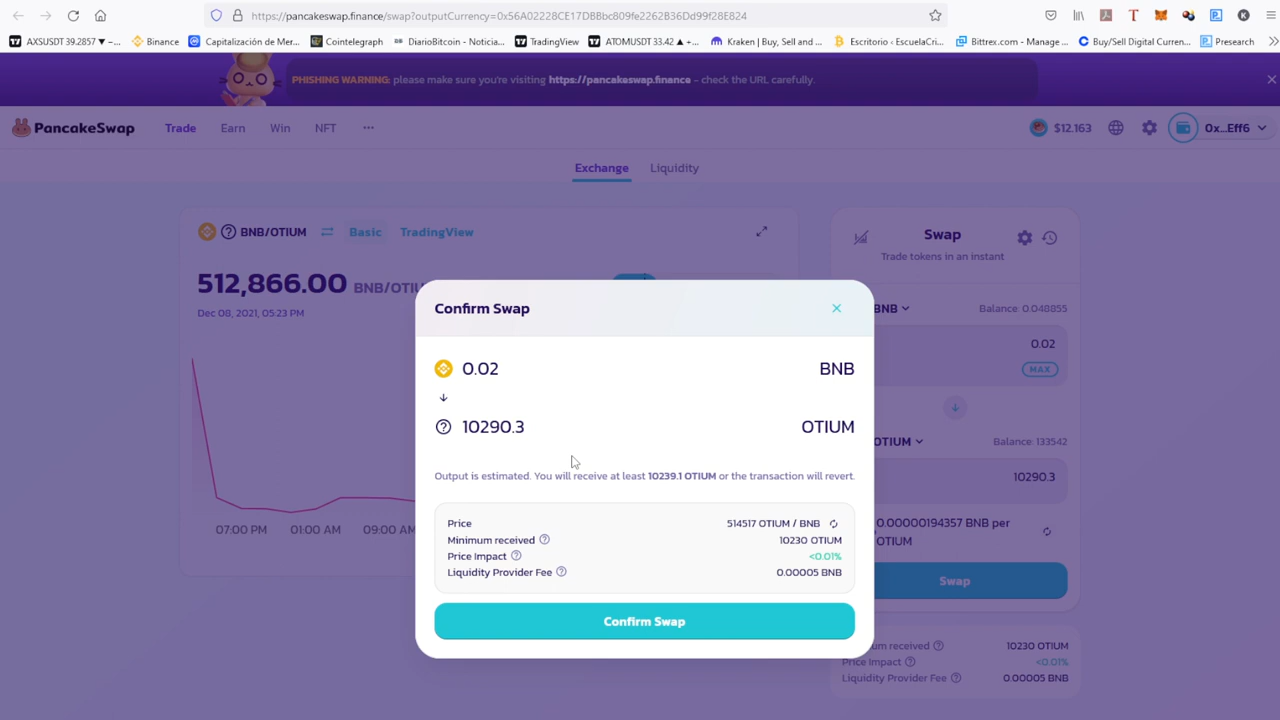 https://pancakeswap.finance/swap?outputCurrency=0x56A02228CE17DBBbc809fe2262B36Dd99f28E824
AXSUSDT 39.2857 ▼ −...
Binance
Capitalización de Mer...
Cointelegraph
DiarioBitcoin - Noticia...
TradingView
ATOMUSDT 33.42 ▲ +...
Kraken | Buy, Sell and ...
Escritorio ‹ EscuelaCri...
Bittrex.com - Manage ...
Buy/Sell Digital Curren...
Presearch
PHISHING WARNING: please make sure you're visiting https://pancakeswap.finance - check the URL carefully.
PancakeSwap
Trade
Earn
Win
NFT
$12.163
0x...Eff6
Exchange
Liquidity
BNB/OTIUM
Basic
TradingView
512,866.00 BNB/OTIU
Dec 08, 2021, 05:23 PM
07:00 PM
01:00 AM
09:00 AM
Swap
Trade tokens in an instant
BNB
Balance: 0.048855
0.02
MAX
OTIUM
Balance: 133542
10290.3
0.00000194357 BNB per
OTIUM
Swap
um received
10230 OTIUM
Price Impact
<0.01%
Liquidity Provider Fee
0.00005 BNB
Confirm Swap
0.02 BNB
10290.3 OTIUM
Output is estimated. You will receive at least 10239.1 OTIUM or the transaction will revert.
Price 514517 OTIUM / BNB
Minimum received 10230 OTIUM
Price Impact <0.01%
Liquidity Provider Fee 0.00005 BNB
Confirm Swap